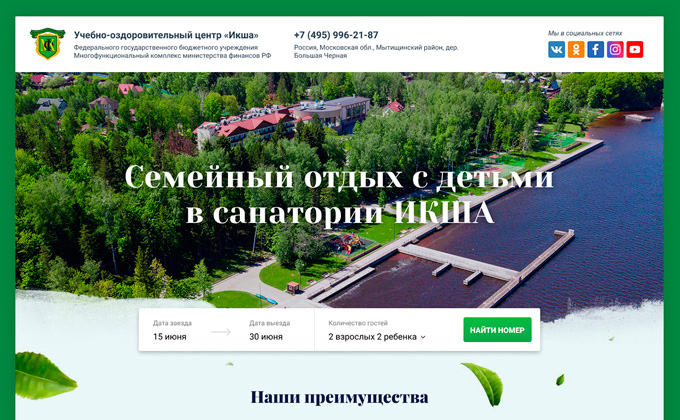 Учебно-оздоровительный центр «Икша»
Федерального государственного бюджетного учреждения
Многофункциональный комплекс министерства финансов РФ
+7 (495) 996-21-87
Россия, Московская обл., Мытищинский район, дер.
Большая Черная
Мы в социальных сетях
Семейный отдых с детьми
в санатории ИКША
Дата заезда
15 июня
Дата выезда
30 июня
Количество гостей
2 взрослых 2 ребенка
НАЙТИ НОМЕР
Наши преимущества